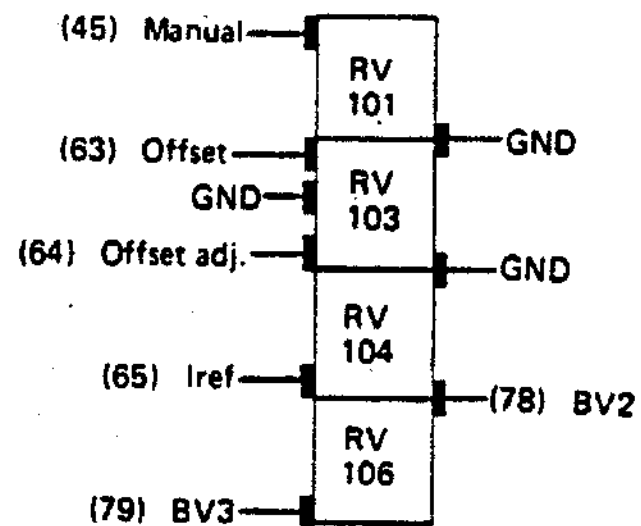 (45) Manual
RV
101
GND
(63) Offset
GND
RV
103
(64) Offset adj.
GND
RV
104
(65) Iref
(78) BV2
RV
106
(79) BV3